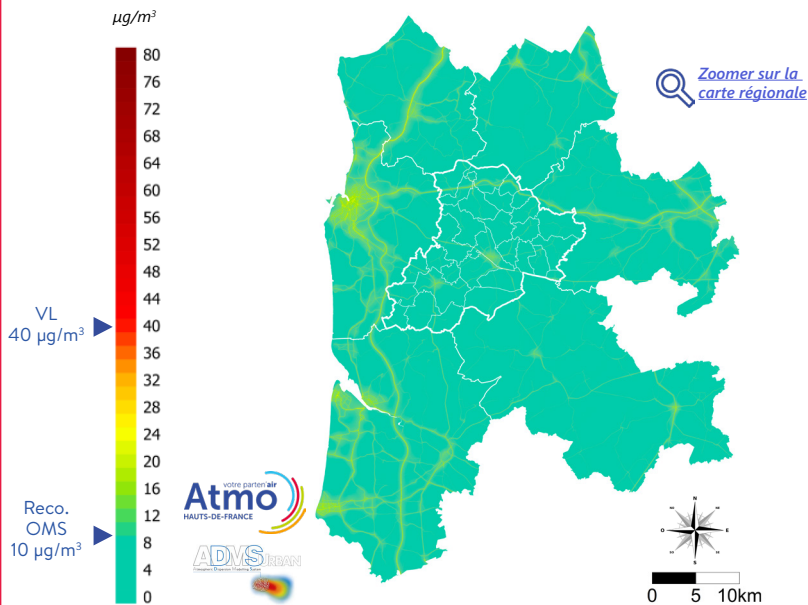 µg/m³
80
76
72
68
64
60
56
52
48
44
40
36
32
28
24
20
16
12
8
4
0
VL
40 µg/m³
Reco.
OMS
10 µg/m³
Zoomer sur la
carte régionale
votre parten'air
Atmo
HAUTS-DE-FRANCE
ADMS URBAN
N
O
E
S
0 5 10km